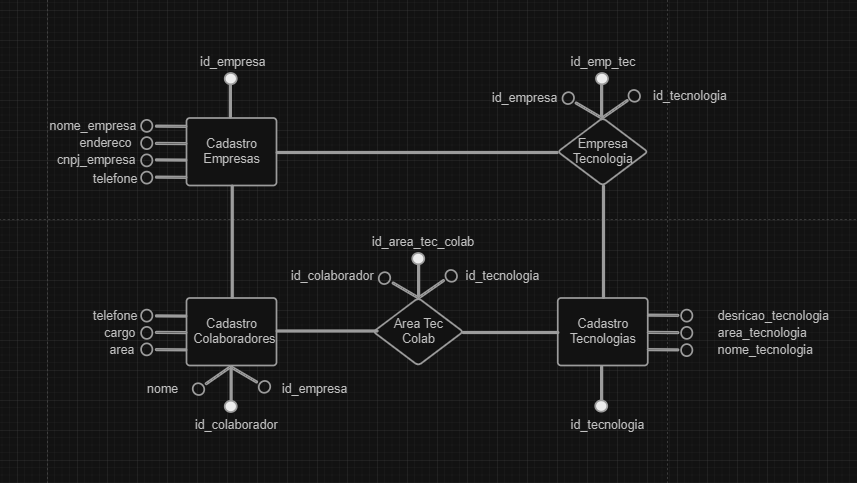 id_empresa
nome_empresa
endereco
cnpj_empresa
telefone
Cadastro
Empresas
id_emp_tec
id_empresa
id_tecnologia
Empresa
Tecnologia
id_area_tec_colab
id_colaborador
id_tecnologia
Area Tec
Colab
telefone
cargo
area
Cadastro
Colaboradores
nome
id_empresa
id_colaborador
Cadastro
Tecnologias
desricao_tecnologia
area_tecnologia
nome_tecnologia
id_tecnologia